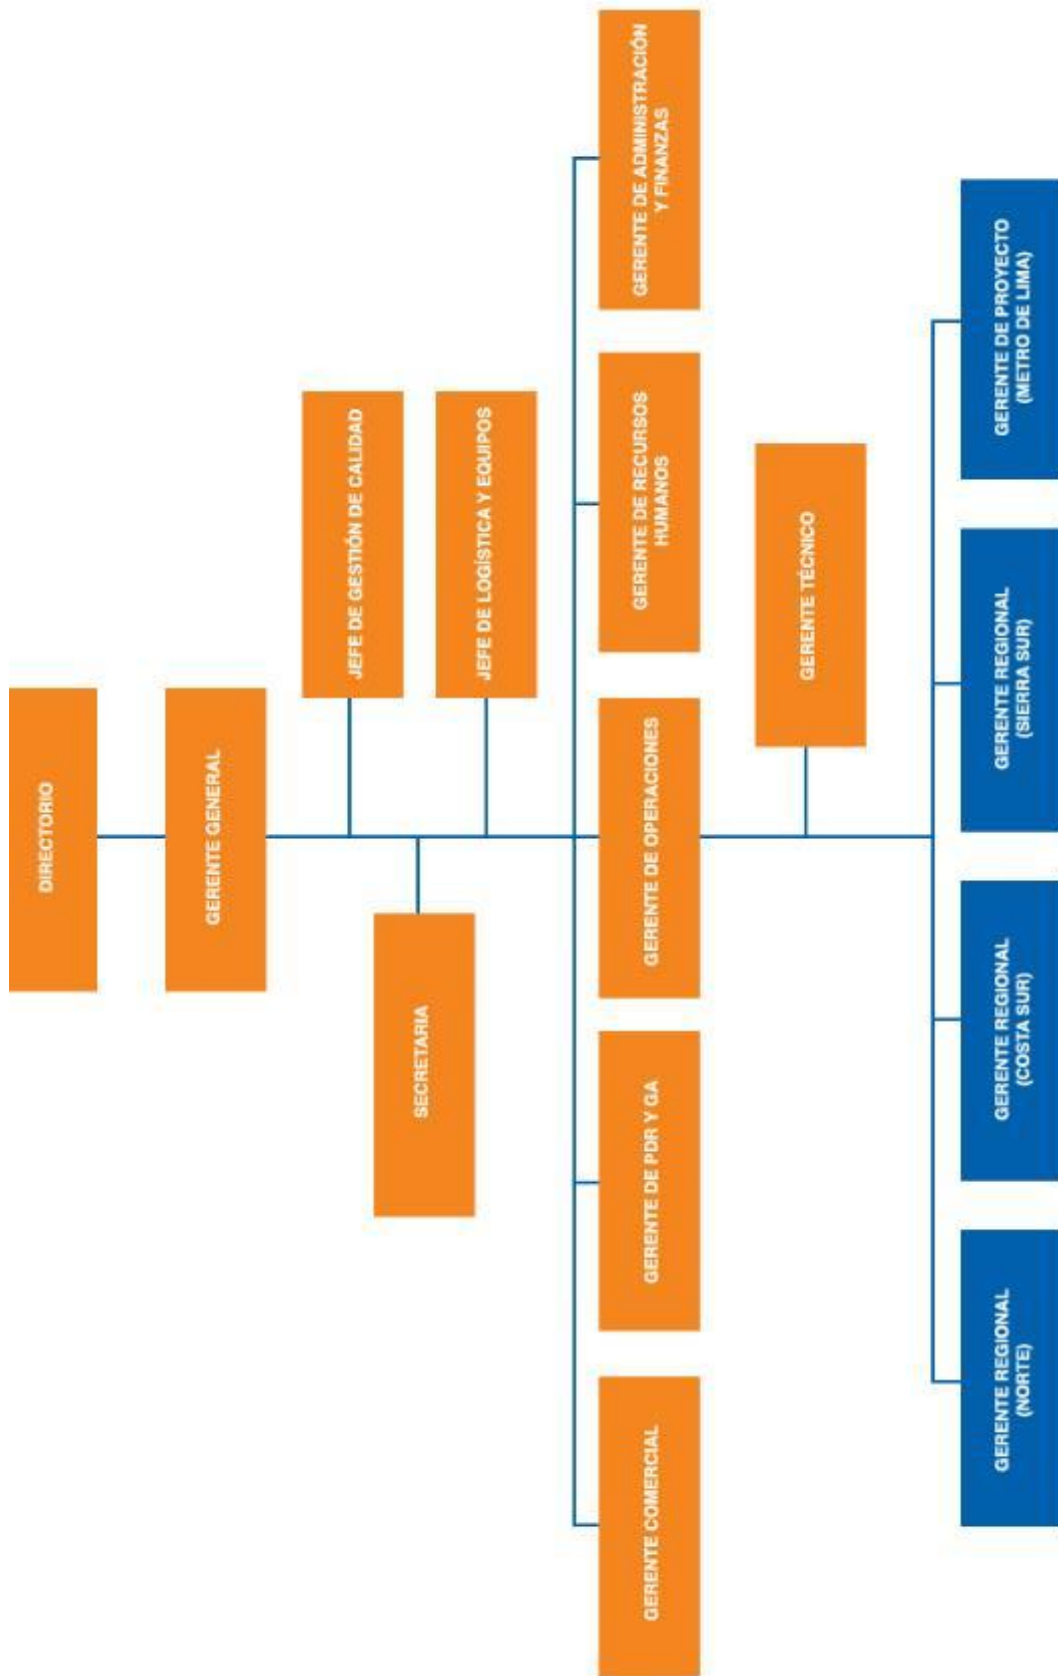 DIRECTORIO
GERENTE GENERAL
JEFE DE GESTIÓN DE CALIDAD
SECRETARIA
JEFE DE LOGÍSTICA Y EQUIPOS
GERENTE COMERCIAL
GERENTE DE PDR Y GA
GERENTE DE OPERACIONES
GERENTE DE RECURSOS
HUMANOS
GERENTE DE ADMINISTRACIÓN
Y FINANZAS
GERENTE TÉCNICO
GERENTE REGIONAL
(NORTE)
GERENTE REGIONAL
(COSTA SUR)
GERENTE REGIONAL
(SIERRA SUR)
GERENTE DE PROYECTO
(METRO DE LIMA)